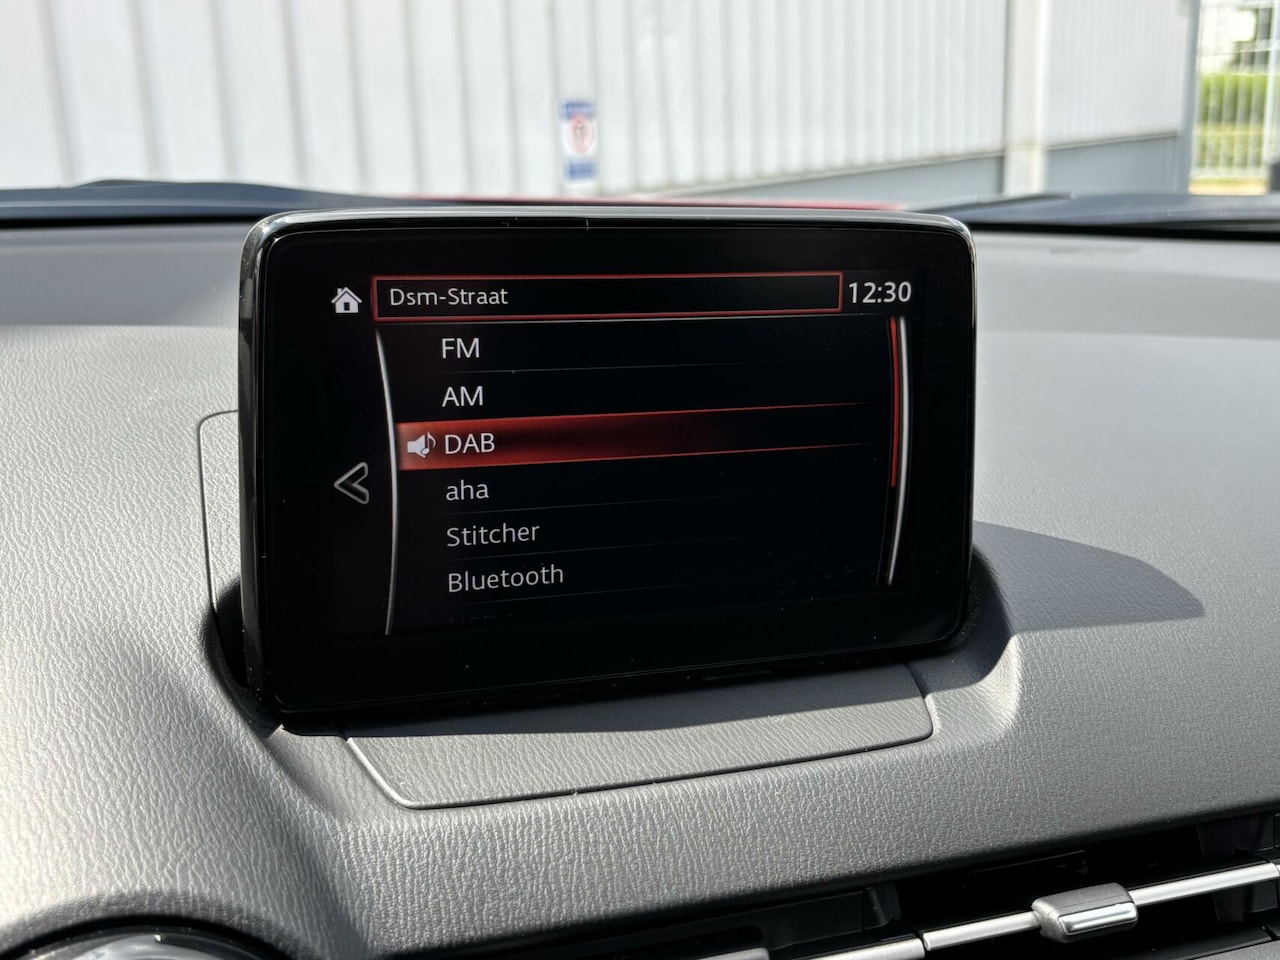 Dsm-Straat
12:30
FM
AM
DAB
aha
Stitcher
Bluetooth